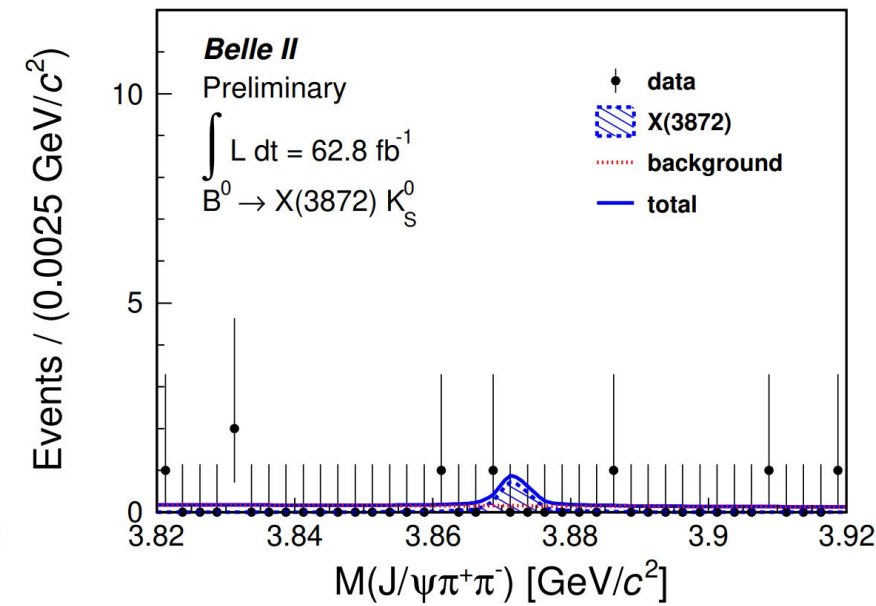 Belle II
Preliminary
∫ L dt = 62.8 fb⁻¹
B⁰ → X(3872) K⁰_S
data
X(3872)
background
total
Events / (0.0025 GeV/c²)
10
5
0
3.82 3.84 3.86 3.88 3.9 3.92
M(J/ψπ⁺π⁻) [GeV/c²]